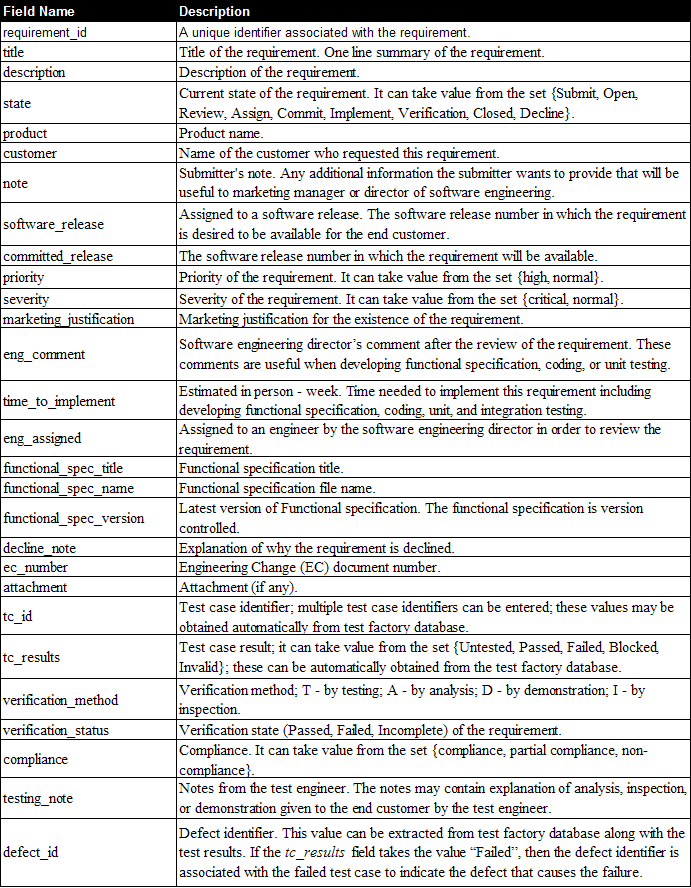 Field Name Description
requirement_id A unique identifier associated with the requirement.
title Title of the requirement. One line summary of the requirement.
description Description of the requirement.
state Current state of the requirement. It can take value from the set {Submit, Open,
Review, Assign, Commit, Implement, Verification, Closed, Decline}.
product Product name.
customer Name of the customer who requested this requirement.
note Submitter's note. Any additional information the submitter wants to provide that will be
useful to marketing manager or director of software engineering.
software_release Assigned to a software release. The software release number in which the requirement
is desired to be available for the end customer.
committed_release The software release number in which the requirement will be available.
priority Priority of the requirement. It can take value from the set {high, normal}.
severity Severity of the requirement. It can take value from the set {critical, normal}.
marketing_justification Marketing justification for the existence of the requirement.
eng_comment Software engineering director's comment after the review of the requirement. These
comments are useful when developing functional specification, coding, or unit testing.
time_to_implement Estimated in person - week. Time needed to implement this requirement including
developing functional specification, coding, unit, and integration testing.
eng_assigned Assigned to an engineer by the software engineering director in order to review the
requirement.
functional_spec_title Functional specification title.
functional_spec_name Functional specification file name.
functional_spec_version Latest version of Functional specification. The functional specification is version
controlled.
decline_note Explanation of why the requirement is declined.
ec_number Engineering Change (EC) document number.
attachment Attachment (if any).
tc_id Test case identifier; multiple test case identifiers can be entered; these values may be
obtained automatically from test factory database.
tc_results Test case result; it can take value from the set {Untested, Passed, Failed, Blocked,
Invalid}; these can be automatically obtained from the test factory database.
verification_method Verification method; T - by testing; A - by analysis; D - by demonstration; I - by
inspection.
verification_status Verification state (Passed, Failed, Incomplete) of the requirement.
compliance Compliance. It can take value from the set {compliance, partial compliance, non-
compliance}.
testing_note Notes from the test engineer. The notes may contain explanation of analysis, inspection,
or demonstration given to the end customer by the test engineer.
defect_id Defect identifier. This value can be extracted from test factory database along with the
test results. If the tc_results field takes the value “Failed”, then the defect identifier is
associated with the failed test case to indicate the defect that causes the failure.